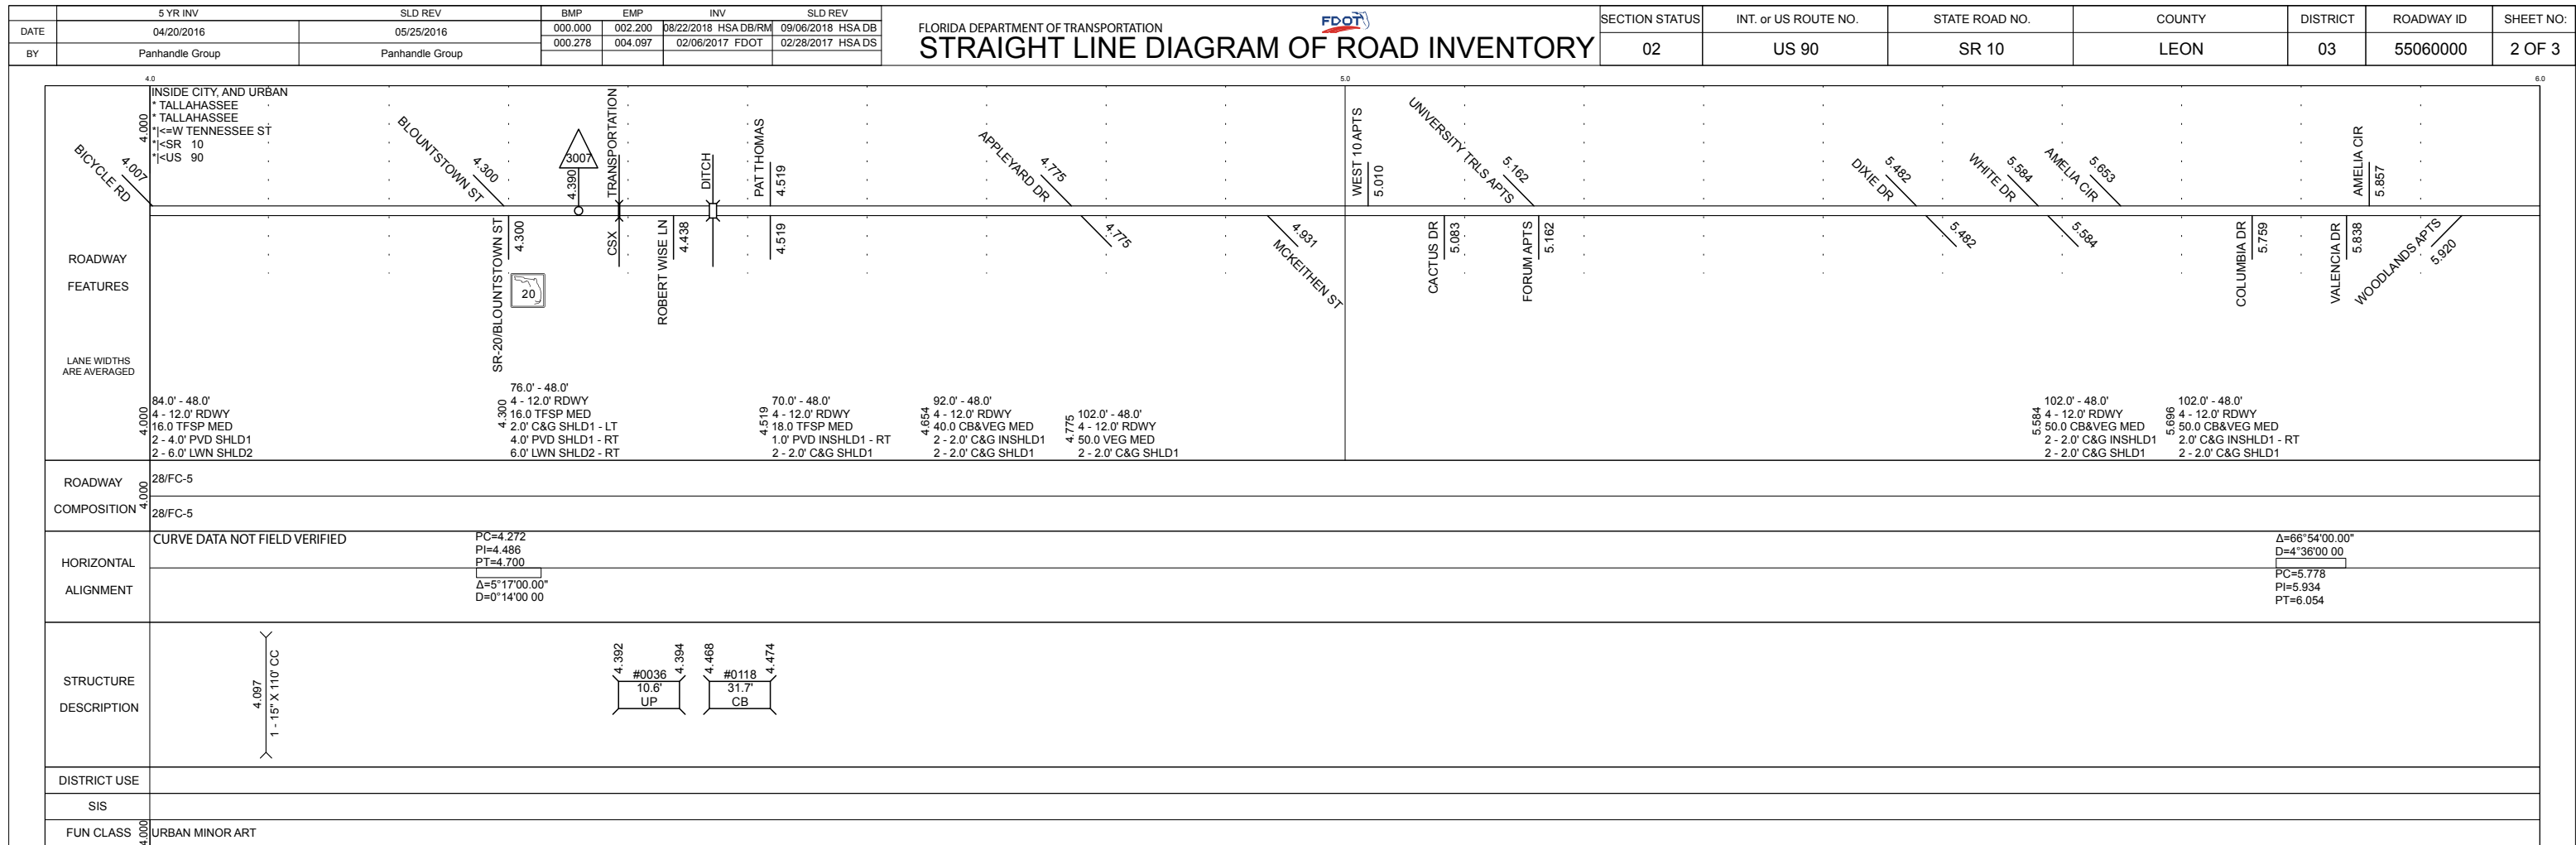 5 YR INV
SLD REV
BMP
EMP
INV
SLD REV
DATE
04/20/2016
05/25/2016
000.000
002.200
08/22/2018 HSA DB/RM
09/06/2018 HSA DB
000.278
004.097
02/06/2017 FDOT
02/28/2017 HSA DS
BY
Panhandle Group
Panhandle Group
FLORIDA DEPARTMENT OF TRANSPORTATION
FDOT
STRAIGHT LINE DIAGRAM OF ROAD INVENTORY
SECTION STATUS
INT. or US ROUTE NO.
STATE ROAD NO.
COUNTY
DISTRICT
ROADWAY ID
SHEET NO:
02
US 90
SR 10
LEON
03
55060000
2 OF 3
4.0
5.0
6.0
INSIDE CITY, AND URBAN
* TALLAHASSEE
* TALLAHASSEE
*|<=W TENNESSEE ST
*|<SR 10
*|<US 90
4.000
BICYCLE RD
4.007
BLOUNTSTOWN ST
4.300
3007
4.390
TRANSPORTATION
DITCH
PAT THOMAS
4.519
APPLEYARD DR
4.775
WEST 10 APTS
5.010
UNIVERSITY TRLS APTS
5.162
DIXIE DR
5.482
WHITE DR
5.584
AMELIA CIR
5.653
AMELIA CIR
5.857
ROADWAY
FEATURES
SR-20/BLOUNTSTOWN ST
4.300
20
CSX
ROBERT WISE LN
4.438
4.519
4.775
4.931
MCKEITHEN ST
CACTUS DR
5.083
FORUM APTS
5.162
5.482
5.584
COLUMBIA DR
5.759
VALENCIA DR
5.838
WOODLANDS APTS
5.920
LANE WIDTHS
ARE AVERAGED
4.000
84.0' - 48.0'
4 - 12.0' RDWY
16.0 TFSP MED
2 - 4.0' PVD SHLD1
2 - 6.0' LWN SHLD2
4.300
76.0' - 48.0'
4 - 12.0' RDWY
16.0 TFSP MED
2.0' C&G SHLD1 - LT
4.0' PVD SHLD1 - RT
6.0' LWN SHLD2 - RT
4.519
70.0' - 48.0'
4 - 12.0' RDWY
18.0 TFSP MED
1.0' PVD INSHLD1 - RT
2 - 2.0' C&G SHLD1
4.654
92.0' - 48.0'
4 - 12.0' RDWY
40.0 CB&VEG MED
2 - 2.0' C&G INSHLD1
2 - 2.0' C&G SHLD1
4.775
102.0' - 48.0'
4 - 12.0' RDWY
50.0 VEG MED
2 - 2.0' C&G SHLD1
5.584
102.0' - 48.0'
4 - 12.0' RDWY
50.0 CB&VEG MED
2 - 2.0' C&G INSHLD1
2 - 2.0' C&G SHLD1
5.696
102.0' - 48.0'
4 - 12.0' RDWY
50.0 CB&VEG MED
2.0' C&G INSHLD1 - RT
2 - 2.0' C&G SHLD1
ROADWAY
COMPOSITION
4.000
28/FC-5
28/FC-5
HORIZONTAL
ALIGNMENT
CURVE DATA NOT FIELD VERIFIED
PC=4.272
PI=4.486
PT=4.700
Δ=5°17'00.00"
D=0°14'00 00
Δ=66°54'00.00"
D=4°36'00 00
PC=5.778
PI=5.934
PT=6.054
STRUCTURE
DESCRIPTION
4.097
1 - 15" X 110' CC
4.392
4.394
#0036
10.6'
UP
4.468
4.474
#0118
31.7'
CB
DISTRICT USE
SIS
FUN CLASS
4.000
URBAN MINOR ART